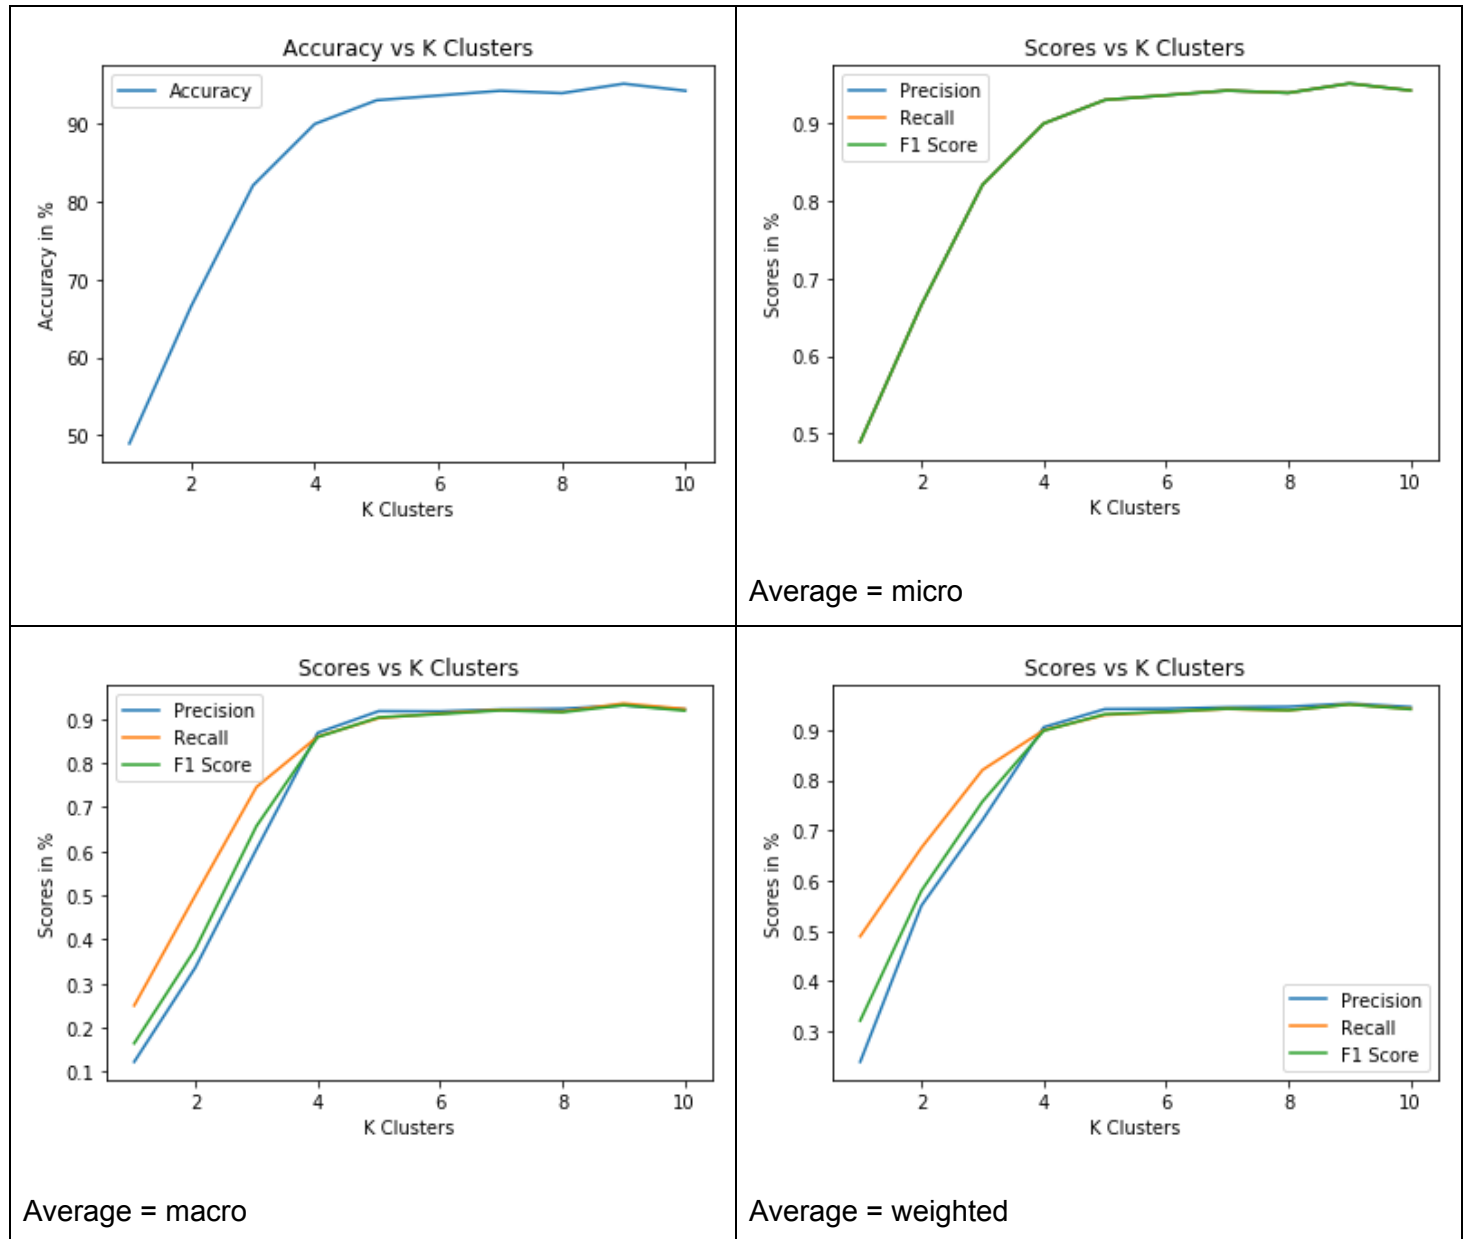 Accuracy vs K Clusters
Accuracy
Accuracy in %
90
80
70
60
50
2 4 6 8 10
K Clusters
Scores vs K Clusters
Precision
Recall
F1 Score
Scores in %
0.9
0.8
0.7
0.6
0.5
2 4 6 8 10
K Clusters
Average = micro
Scores vs K Clusters
Precision
Recall
F1 Score
Scores in %
0.9
0.8
0.7
0.6
0.5
0.4
0.3
0.2
0.1
2 4 6 8 10
K Clusters
Average = macro
Scores vs K Clusters
Scores in %
0.9
0.8
0.7
0.6
0.5
0.4
0.3
Precision
Recall
F1 Score
2 4 6 8 10
K Clusters
Average = weighted